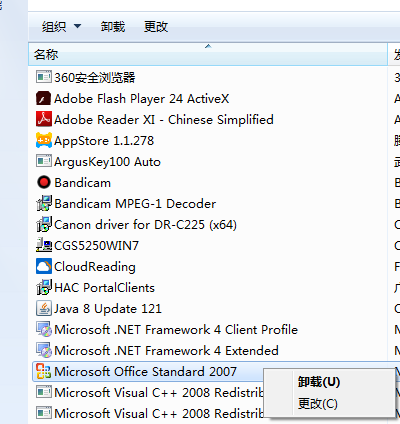 组织 卸载 更改
名称
360安全浏览器
Adobe Flash Player 24 ActiveX
Adobe Reader XI - Chinese Simplified
AppStore 1.1.278
ArgusKey100 Auto
Bandicam
Bandicam MPEG-1 Decoder
Canon driver for DR-C225 (x64)
CGS5250WIN7
CloudReading
HAC PortalClients
Java 8 Update 121
Microsoft .NET Framework 4 Client Profile
Microsoft .NET Framework 4 Extended
Microsoft Office Standard 2007
卸载(U)
Microsoft Visual C++ 2008 Redistrib
更改(C)
Microsoft Visual C++ 2008 Redistrib